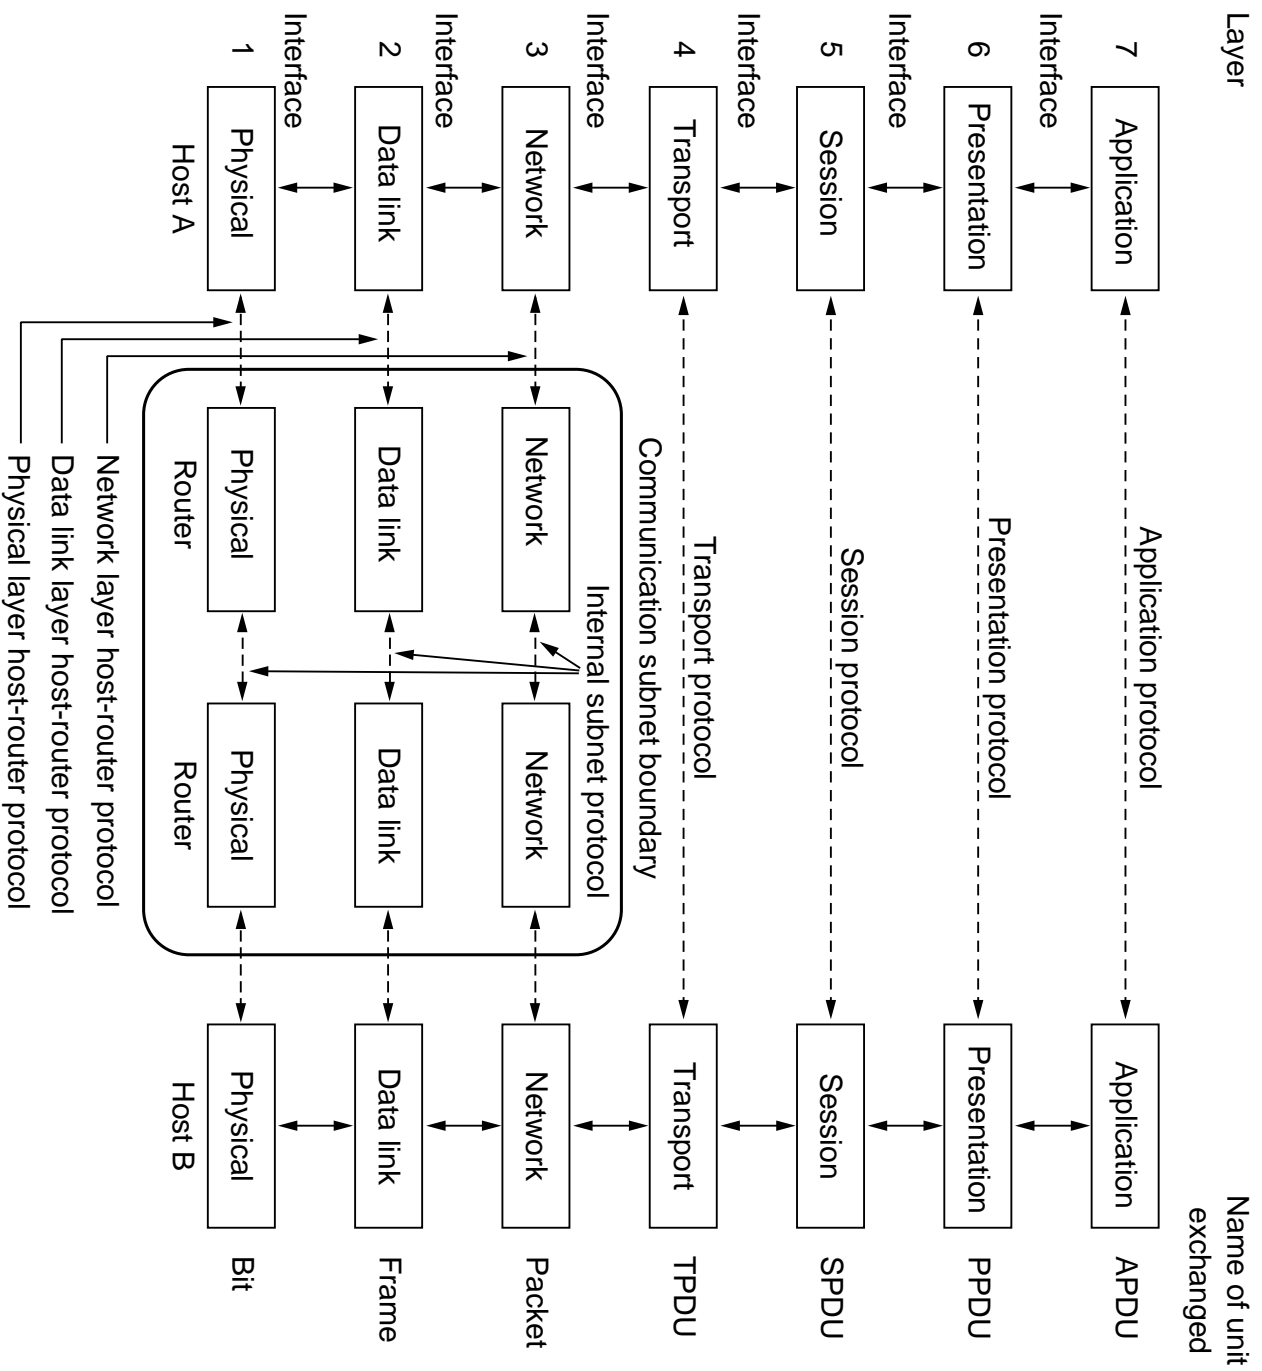 Layer
Name of unit
exchanged
7
Application
Application protocol
Application
APDU
Interface
6
Presentation
Presentation protocol
Presentation
PPDU
Interface
5
Session
Session protocol
Session
SPDU
Interface
4
Transport
Transport protocol
Transport
TPDU
Communication subnet boundary
Interface
Internal subnet protocol
3
Network
Network
Network
Network
Packet
Interface
2
Data link
Data link
Data link
Data link
Frame
Interface
1
Physical
Physical
Physical
Physical
Bit
Host A
Router
Router
Host B
Network layer host-router protocol
Data link layer host-router protocol
Physical layer host-router protocol